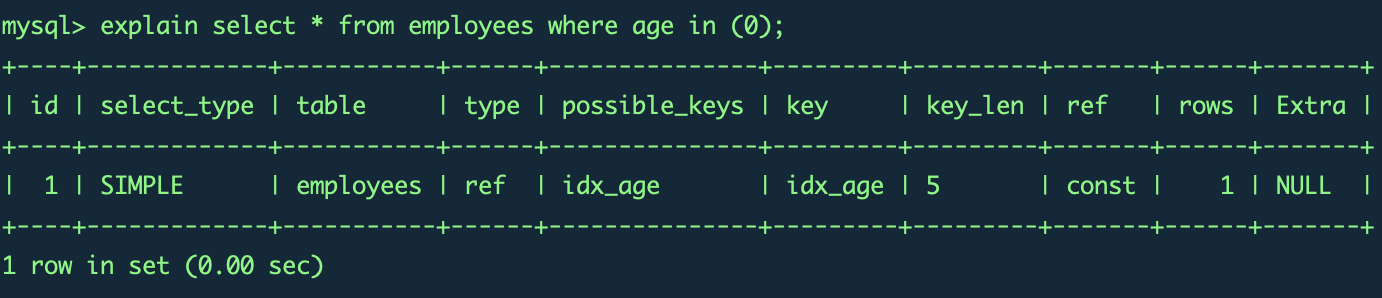 mysql> explain select * from employees where age in (0);
+----+-------------+-----------+------+---------------+---------+---------+-------+------+-------+
| id | select_type | table     | type | possible_keys | key     | key_len | ref   | rows | Extra |
+----+-------------+-----------+------+---------------+---------+---------+-------+------+-------+
|  1 | SIMPLE      | employees | ref  | idx_age       | idx_age | 5       | const |    1 | NULL  |
+----+-------------+-----------+------+---------------+---------+---------+-------+------+-------+
1 row in set (0.00 sec)